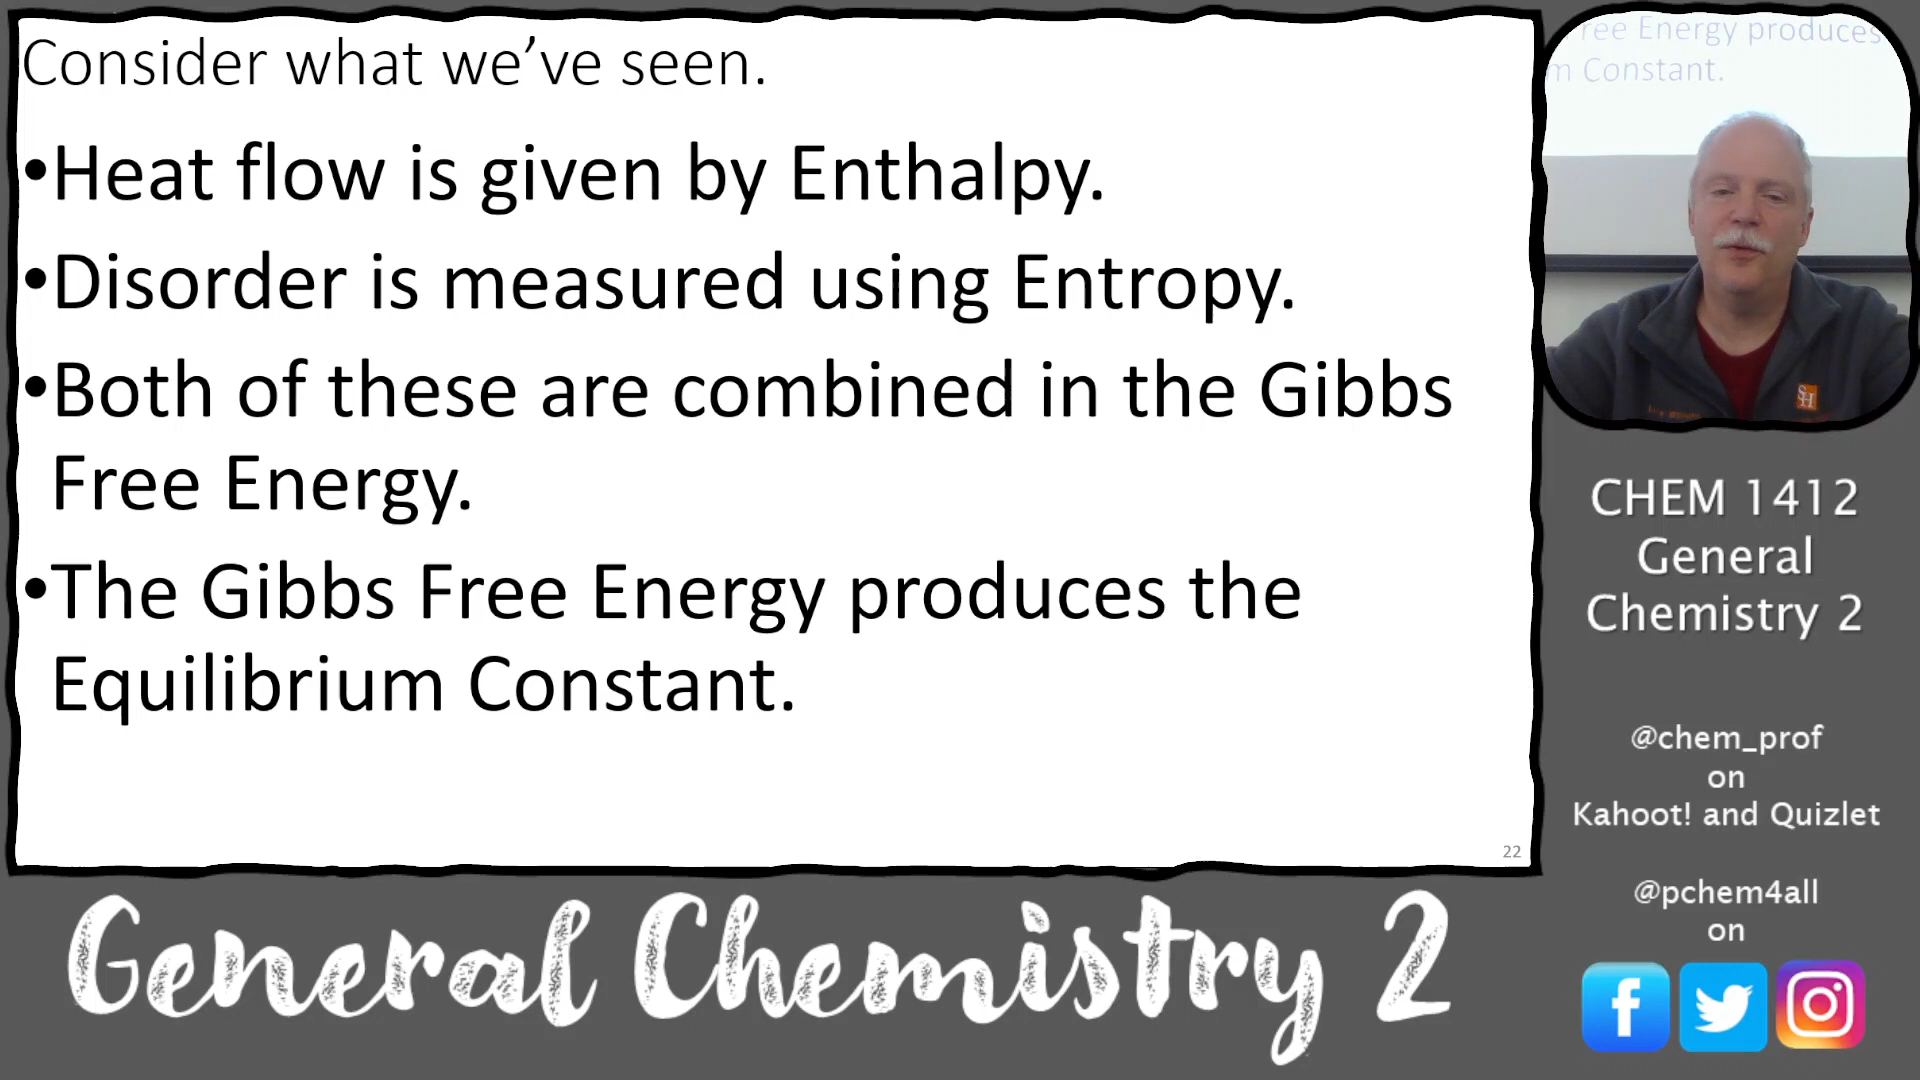 Consider what we’ve seen.
•Heat flow is given by Enthalpy.
•Disorder is measured using Entropy.
•Both of these are combined in the Gibbs
Free Energy.
•The Gibbs Free Energy produces the
Equilibrium Constant.
22
ree Energy produces
m Constant.
SH
CHEM 1412
General
Chemistry 2
@chem_prof
on
Kahoot! and Quizlet
@pchem4all
on
General Chemistry 2